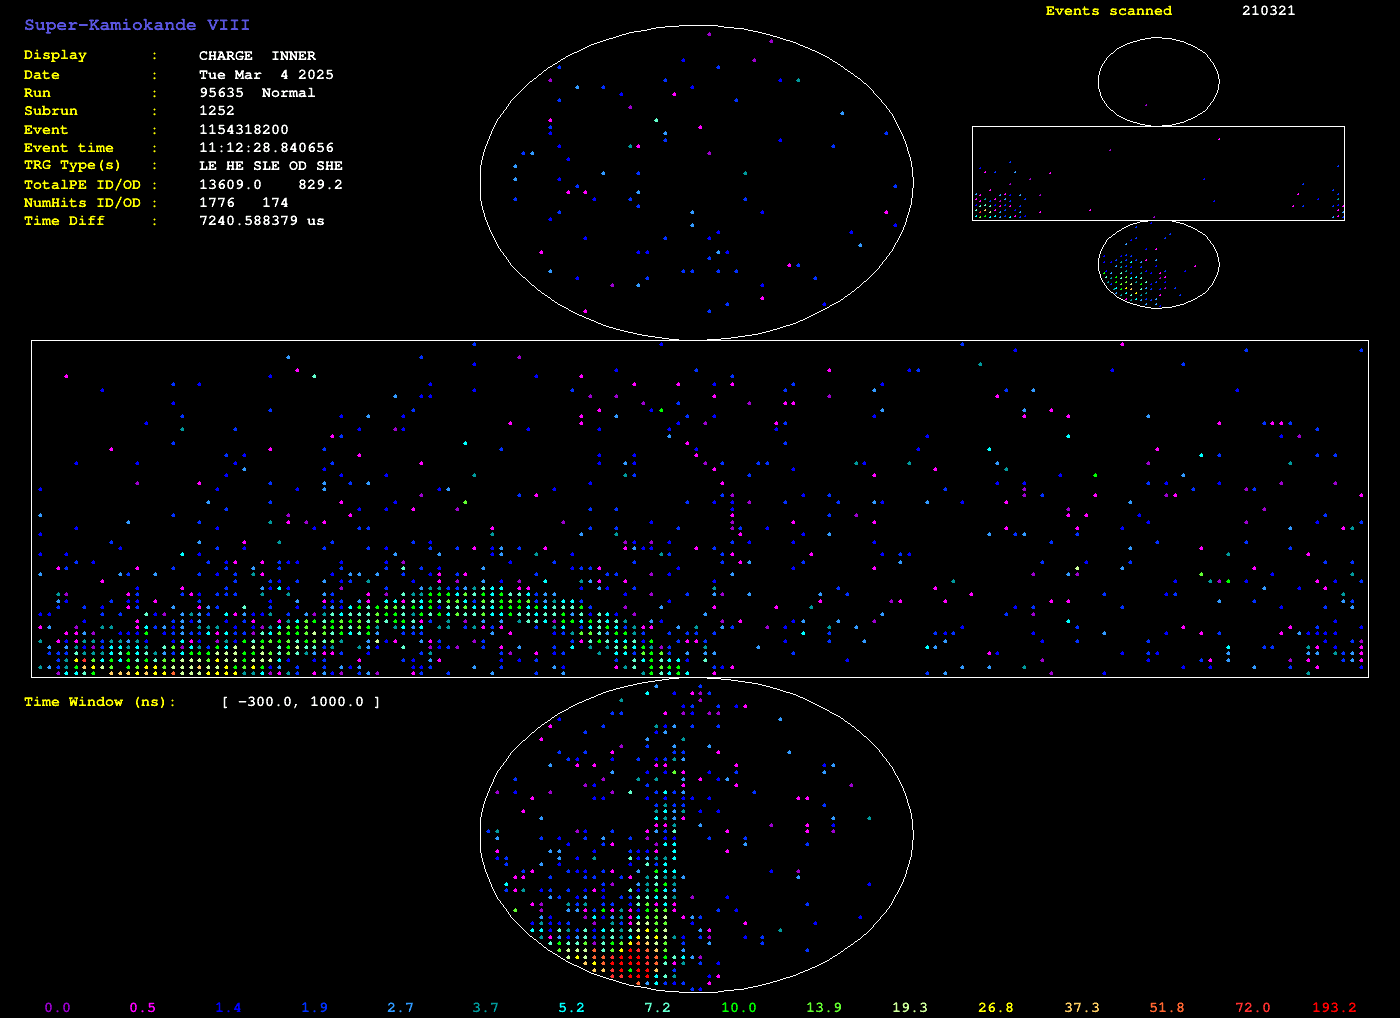 Super-Kamiokande VIII
Display : CHARGE INNER
Date : Tue Mar 4 2025
Run : 95635 Normal
Subrun : 1252
Event : 1154318200
Event time : 11:12:28.840656
TRG Type(s) : LE HE SLE OD SHE
TotalPE ID/OD : 13609.0 829.2
NumHits ID/OD : 1776 174
Time Diff : 7240.588379 us
Events scanned 210321
Time Window (ns): [ -300.0, 1000.0 ]
0.0 0.5 1.4 1.9 2.7 3.7 5.2 7.2 10.0 13.9 19.3 26.8 37.3 51.8 72.0 193.2